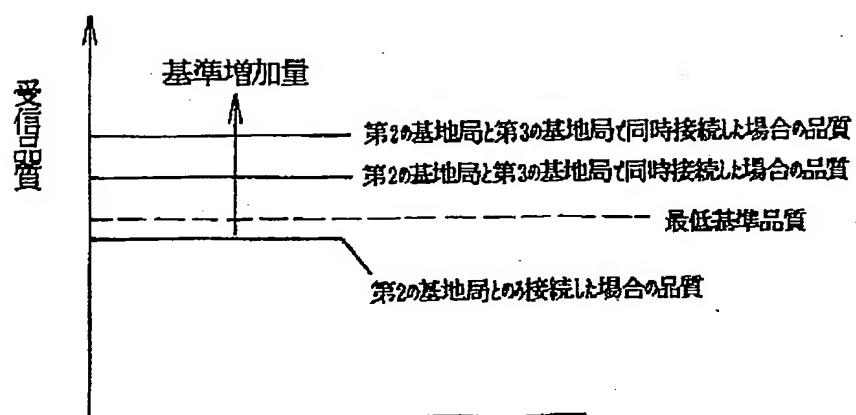 受信品質
基準増加量
第2の基地局と第3の基地局で同時接続した場合の品質
第2の基地局と第3の基地局で同時接続した場合の品質
最低基準品質
第2の基地局とのみ接続した場合の品質